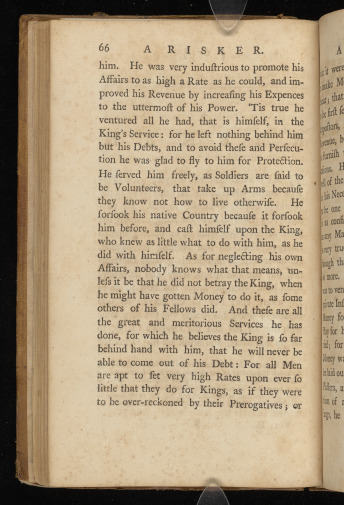 66 A RISKER.
him. He was very induſtrious to promote his
Affairs to as high a Rate as he could, and im-
proved his Revenue by increaſing his Expences
to the uttermoſt of his Power. 'Tis true he
ventured all he had, that is himſelf, in the
King's Service: for he left nothing behind him
but his Debts, and to avoid theſe and Perſecu-
tion he was glad to fly to him for Protection.
He ſerved him freely, as Soldiers are ſaid to
be Volunteers, that take up Arms becauſe
they know not how to live otherwiſe. He
forſook his native Country becauſe it forſook
him before, and caſt himſelf upon the King,
who knew as little what to do with him, as he
did with himſelf. As for neglecting his own
Affairs, nobody knows what that means, un-
leſs it be that he did not betray the King, when
he might have gotten Money to do it, as ſome
others of his Fellows did. And theſe are all
the great and meritorious Services he has
done, for which he believes the King is ſo far
behind hand with him, that he will never be
able to come out of his Debt: For all Men
are apt to ſet very high Rates upon ever ſo
little that they do for Kings, as if they were
to be over-reckoned by their Prerogatives; or